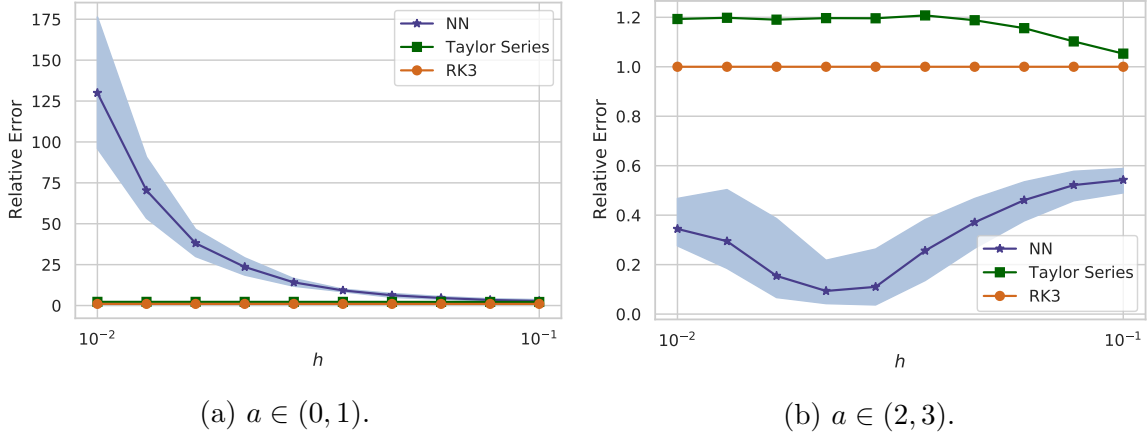 175
150
125
100
75
50
25
0
Relative Error
NN
Taylor Series
RK3
10⁻²
10⁻¹
h
(a) a ∈ (0, 1).
1.2
1.0
0.8
0.6
0.4
0.2
0.0
Relative Error
NN
Taylor Series
RK3
10⁻²
10⁻¹
h
(b) a ∈ (2, 3).